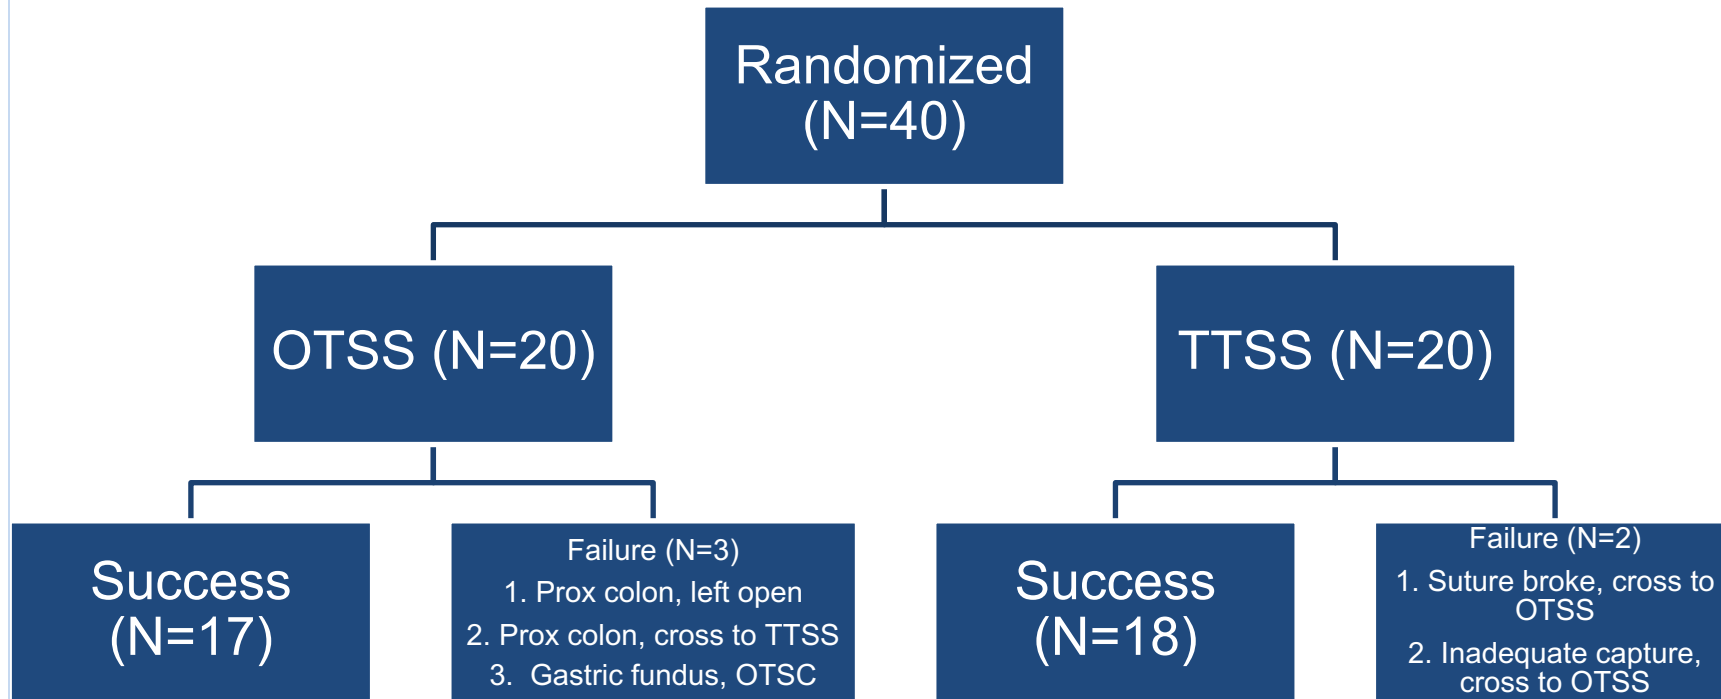 Randomized
(N=40)
OTSS (N=20)
TTSS (N=20)
Success
(N=17)
Failure (N=3)
1. Prox colon, left open
2. Prox colon, cross to TTSS
3. Gastric fundus, OTSC
Success
(N=18)
Failure (N=2)
1. Suture broke, cross to
OTSS
2. Inadequate capture,
cross to OTSS